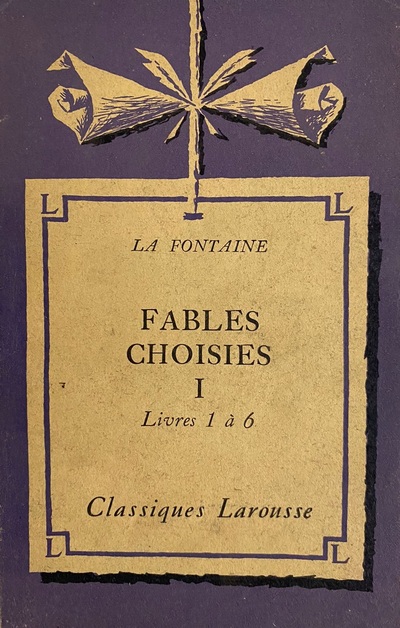 L L
LA FONTAINE
FABLES
CHOISIES
I
Livres 1 à 6
Classiques Larousse
L L